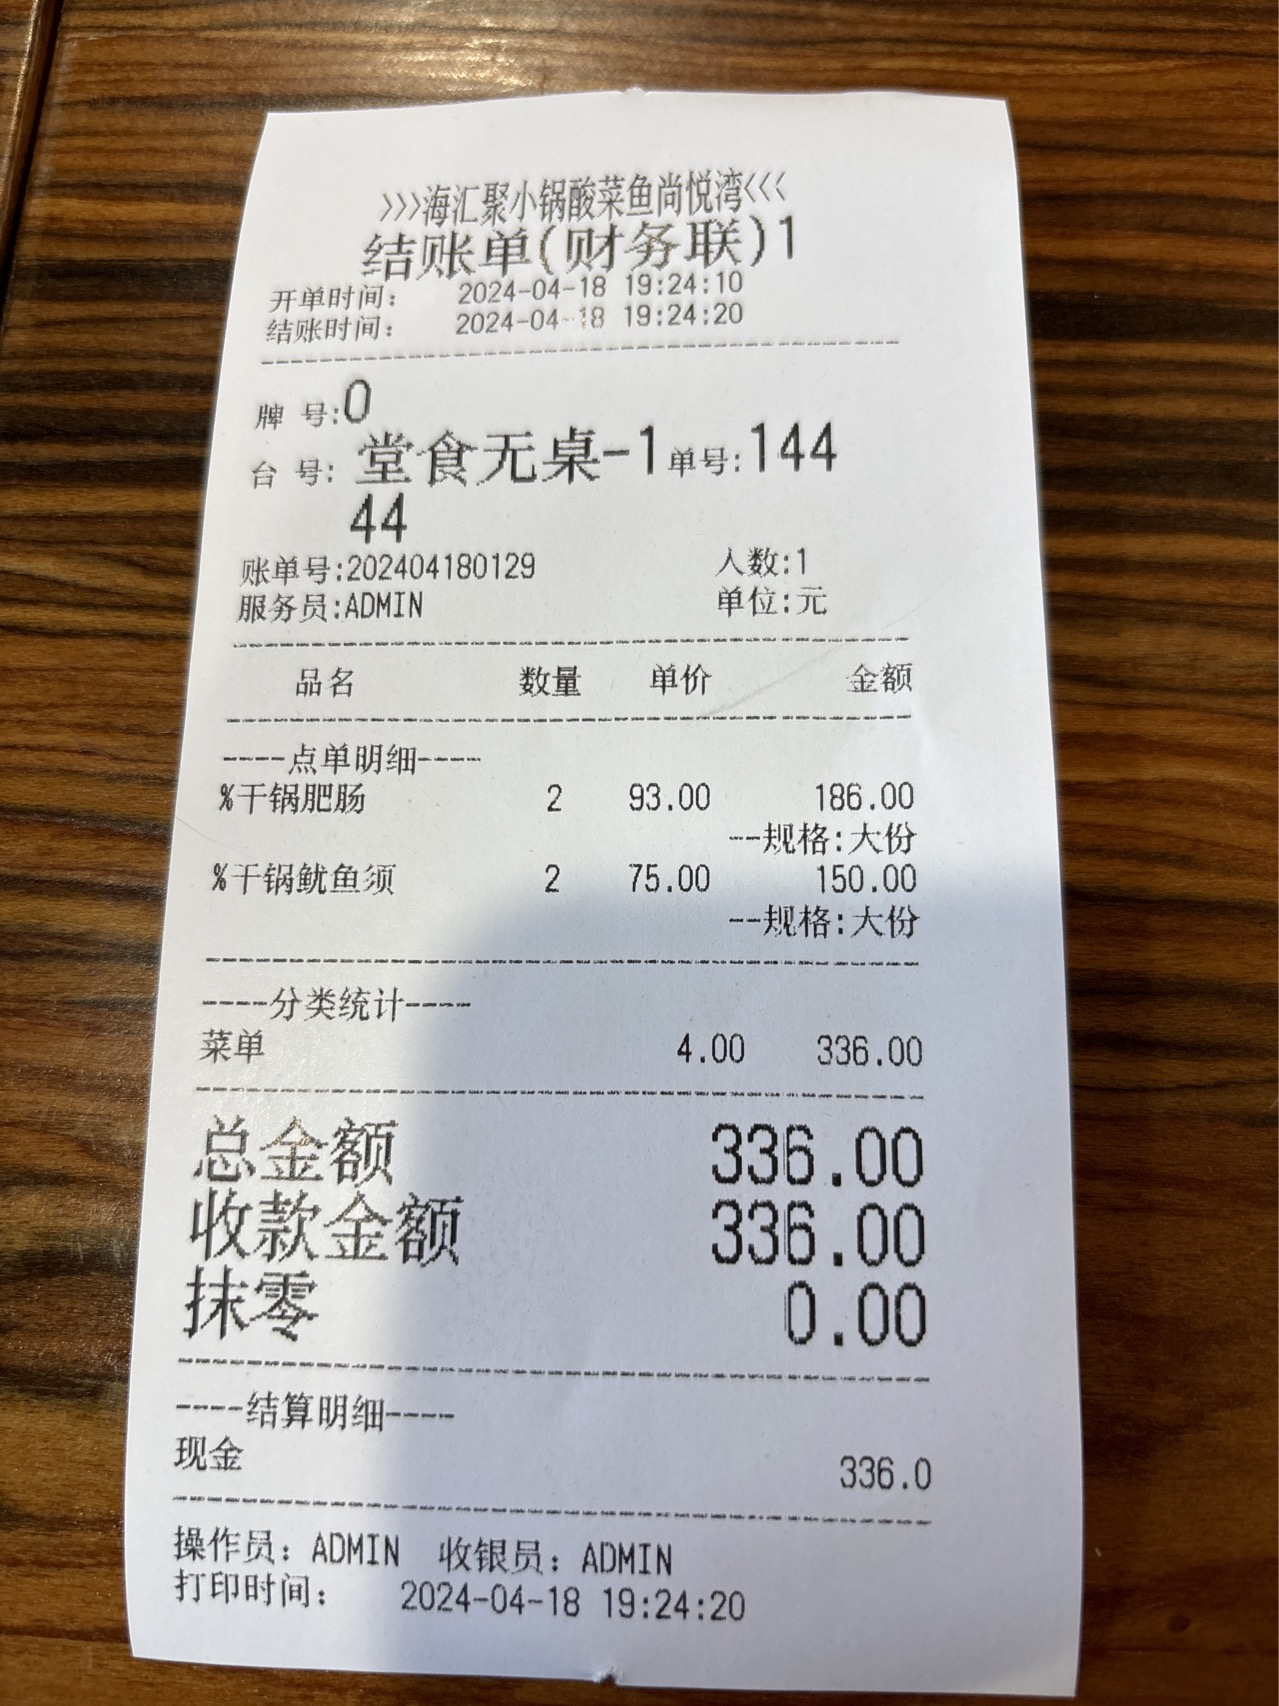 >>>海汇聚小锅酸菜鱼尚悦湾<<<
结账单(财务联)1
开单时间： 2024-04-18 19:24:10
结账时间： 2024-04-18 19:24:20
牌 号:0
台 号: 堂食无桌-1单号:144
44
账单号:202404180129 人数:1
服务员:ADMIN 单位:元
品名 数量 单价 金额
----点单明细----
%干锅肥肠 2 93.00 186.00
--规格:大份
%干锅鱿鱼须 2 75.00 150.00
--规格:大份
----分类统计----
菜单 4.00 336.00
总金额 336.00
收款金额 336.00
抹零 0.00
----结算明细----
现金 336.0
操作员：ADMIN 收银员：ADMIN
打印时间： 2024-04-18 19:24:20